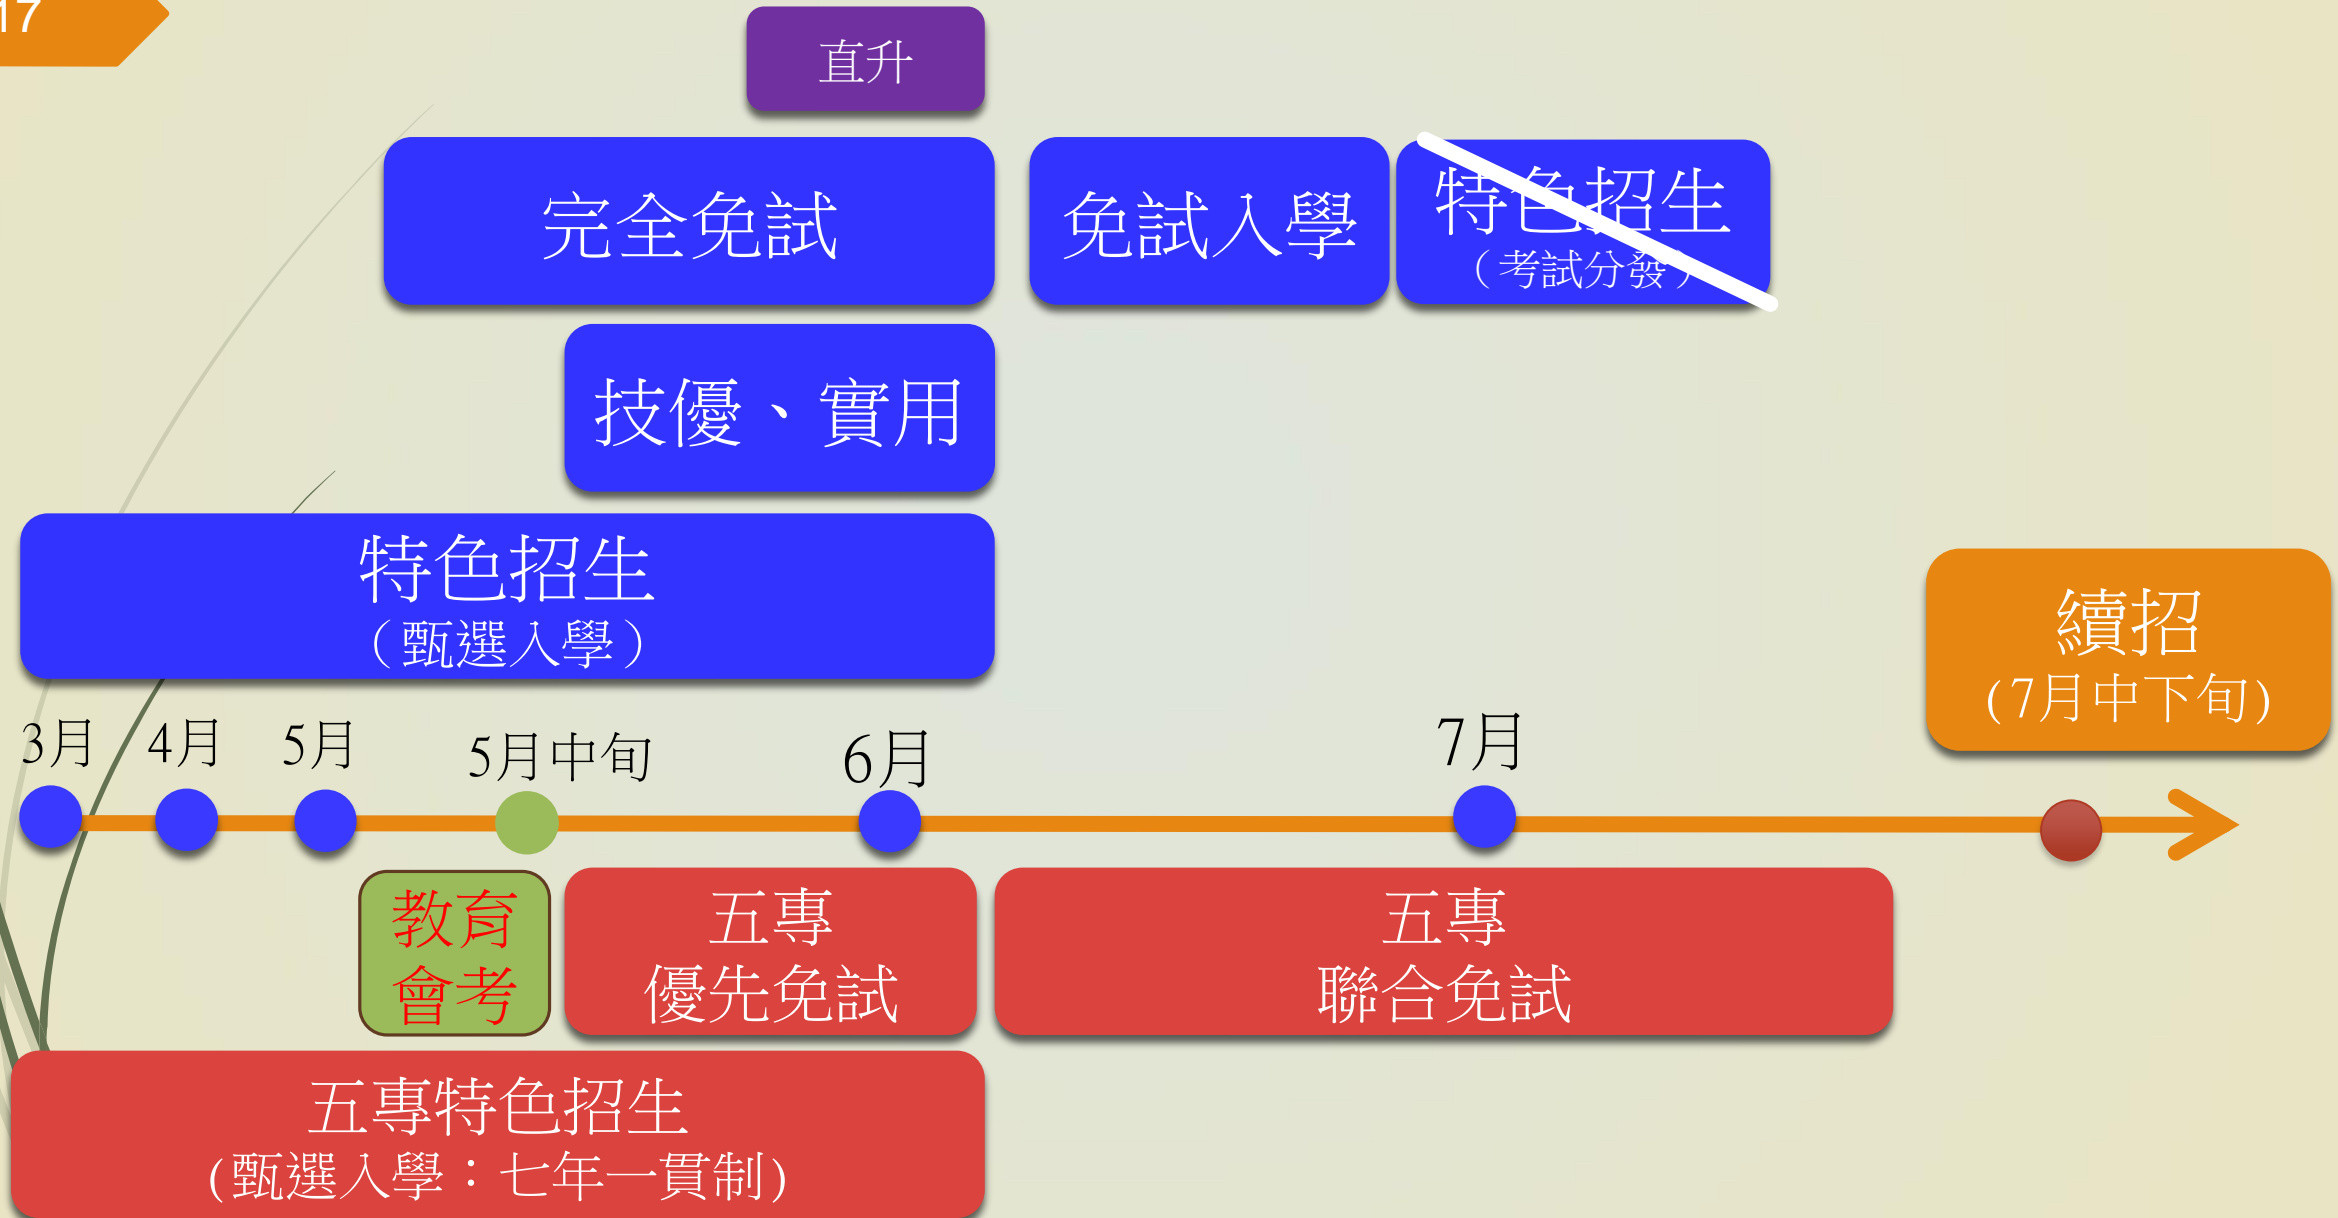 17
直升
完全免試
免試入學
特色招生
（考試分發）
技優、實用
特色招生
（甄選入學）
續招
(7月中下旬)
3月
4月
5月
5月中旬
6月
7月
教育
會考
五專
優先免試
五專
聯合免試
五專特色招生
(甄選入學：七年一貫制)